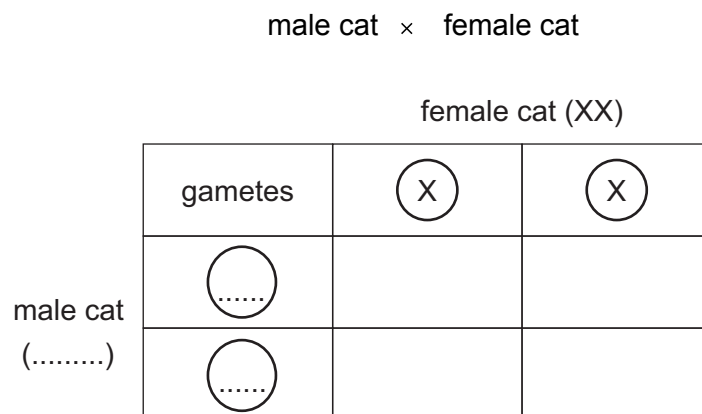 male cat × female cat
female cat (XX)
gametes X X
......
male cat
(.........)
......